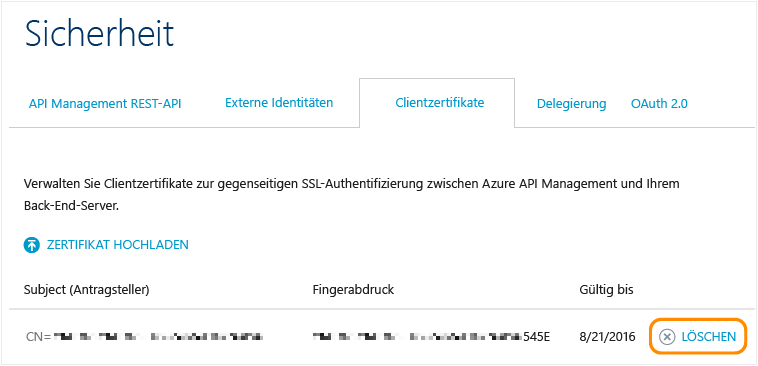 Sicherheit
API Management REST-API Externe Identitäten Clientzertifikate Delegierung OAuth 2.0
Verwalten Sie Clientzertifikate zur gegenseitigen SSL-Authentifizierung zwischen Azure API Management und Ihrem
Back-End-Server.
ZERTIFIKAT HOCHLADEN
Subject (Antragsteller) Fingerabdruck Gültig bis
CN= 545E 8/21/2016 LÖSCHEN